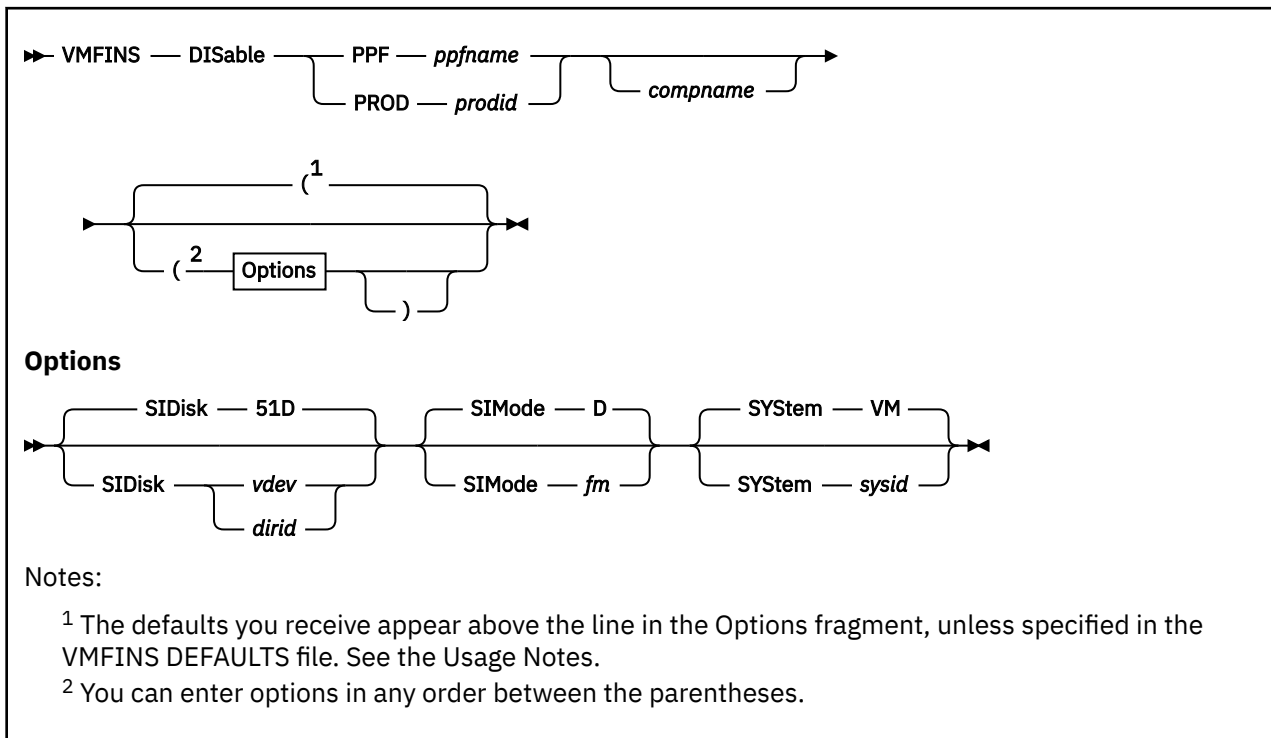 VMFINS DISable PPF ppfname
PROD prodid compname
( 1
( 2 Options )
Options
SIDisk 51D SIMode D SYStem VM
SIDisk vdev SIMode fm SYStem sysid
dirid
Notes:
1 The defaults you receive appear above the line in the Options fragment, unless specified in the
VMFINS DEFAULTS file. See the Usage Notes.
2 You can enter options in any order between the parentheses.